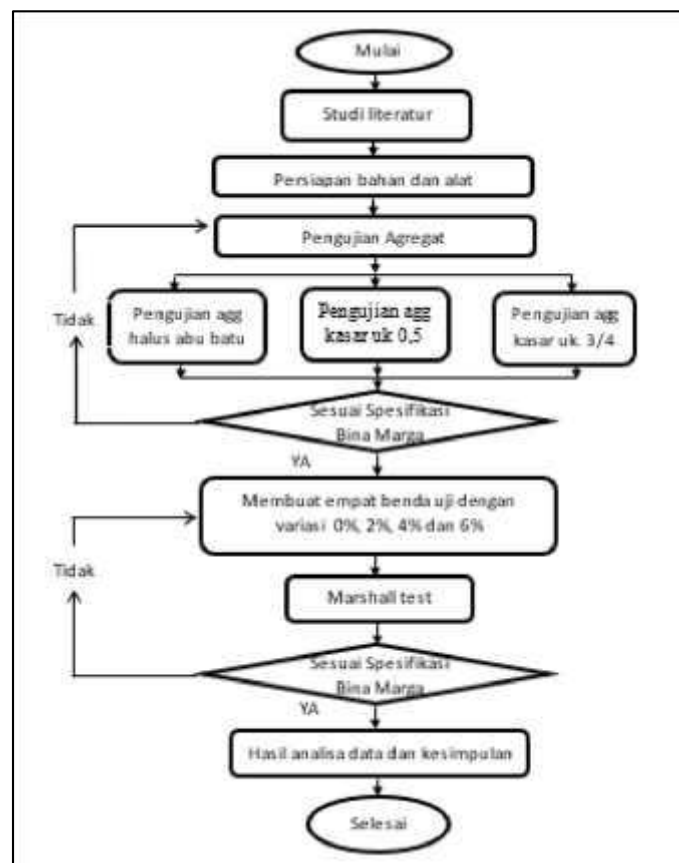 Mulai
Studi literatur
Persiapan bahan dan alat
Pengujian Agregat
Pengujian agg
halus abu batu
Pengujian agg
kasar uk 0,5
Pengujian agg
kasar uk. 3/4
Tidak
Sesuai Spesifikasi
Bina Marga
YA
Membuat empat benda uji dengan
variasi 0%, 2%, 4% dan 6%
Tidak
Marshall test
Sesuai Spesifikasi
Bina Marga
YA
Hasil analisa data dan kesimpulan
Selesai